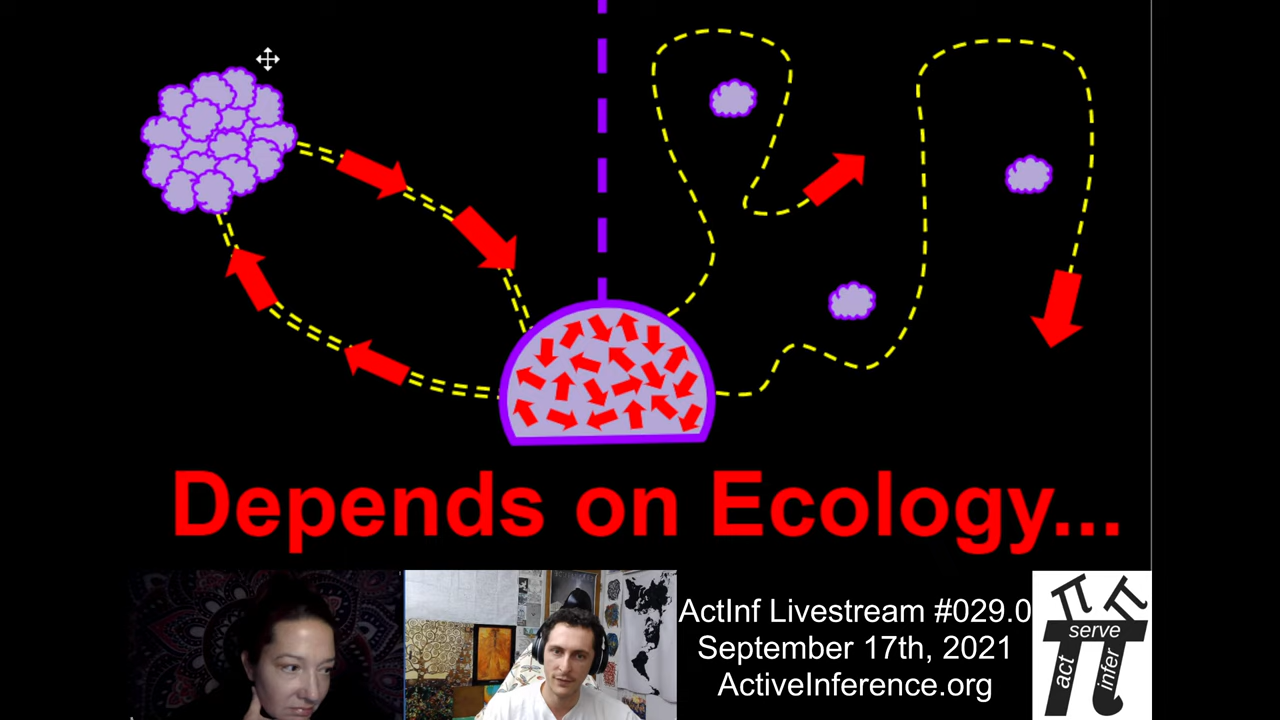 Depends on Ecology...
ActInf Livestream #029.0
September 17th, 2021
ActiveInference.org
serve
act
infer